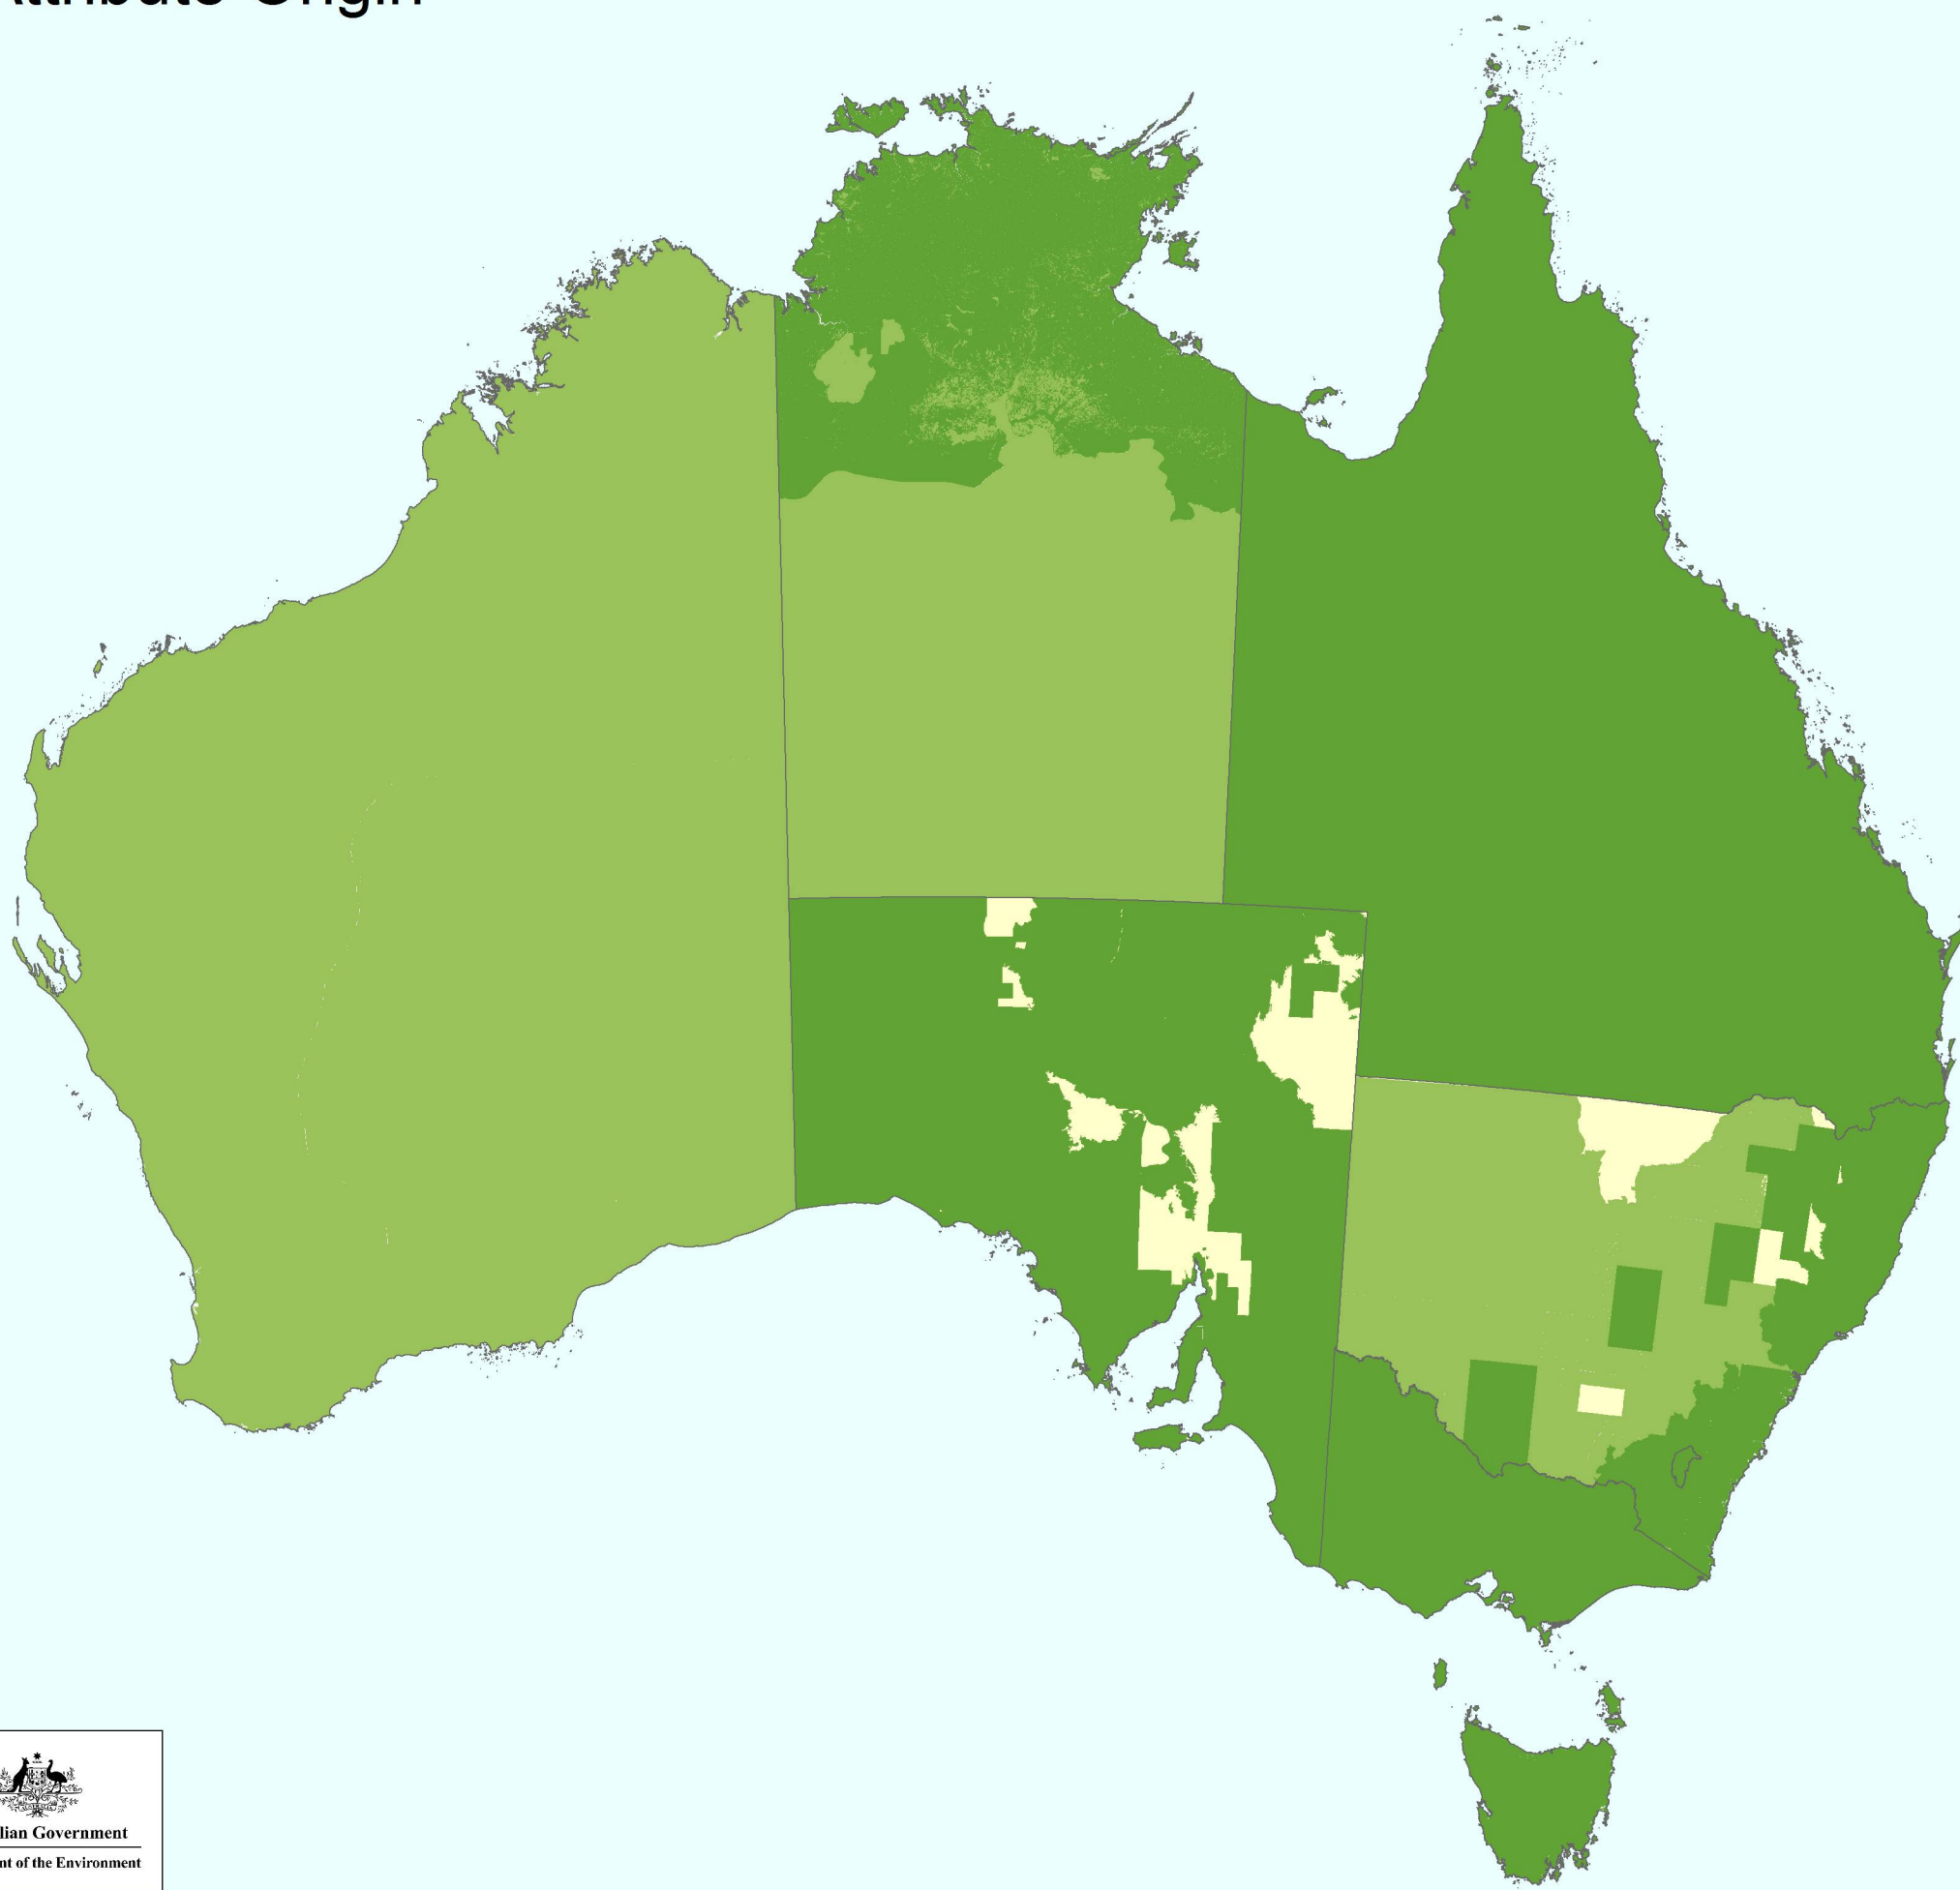 Attribute Origin
lian Government
nt of the Environment